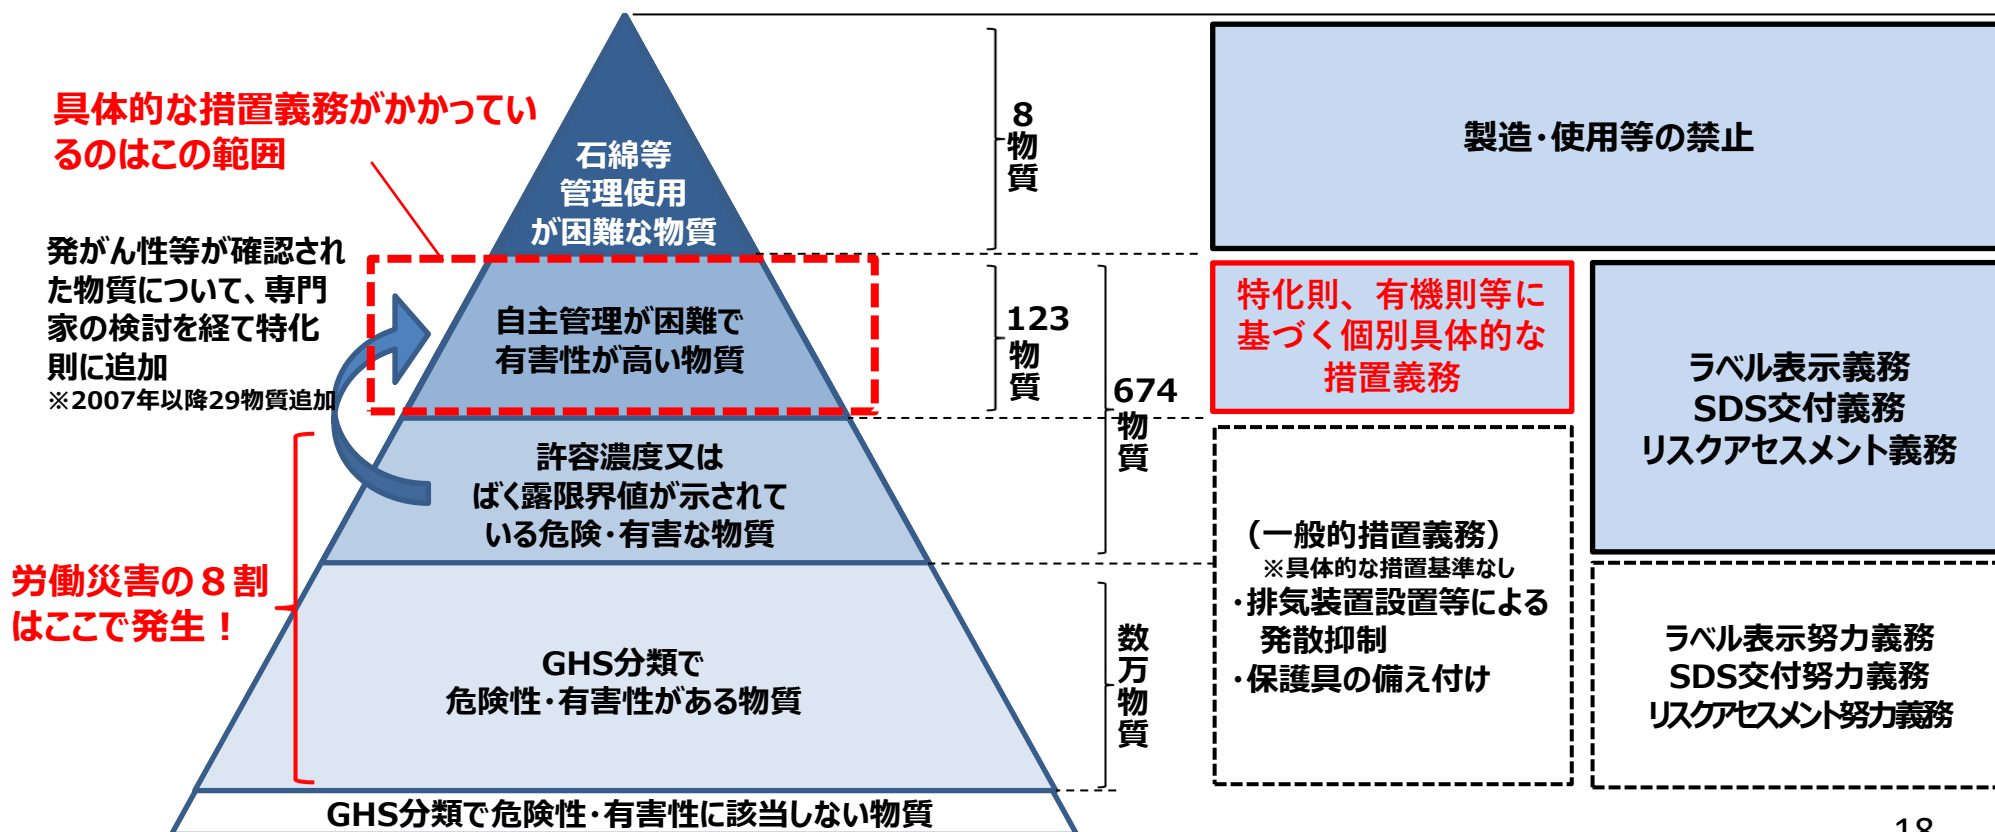 具体的な措置義務がかかってい
るのはこの範囲
発がん性等が確認され
た物質について、専門
家の検討を経て特化
則に追加
※2007年以降29物質追加
労働災害の８割
はここで発生！
石綿等
管理使用
が困難な物質
自主管理が困難で
有害性が高い物質
許容濃度又は
ばく露限界値が示されて
いる危険・有害な物質
GHS分類で
危険性・有害性がある物質
GHS分類で危険性・有害性に該当しない物質
8物質
123物質
674物質
数万物質
製造・使用等の禁止
特化則、有機則等に
基づく個別具体的な
措置義務
（一般的措置義務）
※具体的な措置基準なし
・排気装置設置等による
発散抑制
・保護具の備え付け
ラベル表示義務
SDS交付義務
リスクアセスメント義務
ラベル表示努力義務
SDS交付努力義務
リスクアセスメント努力義務
18